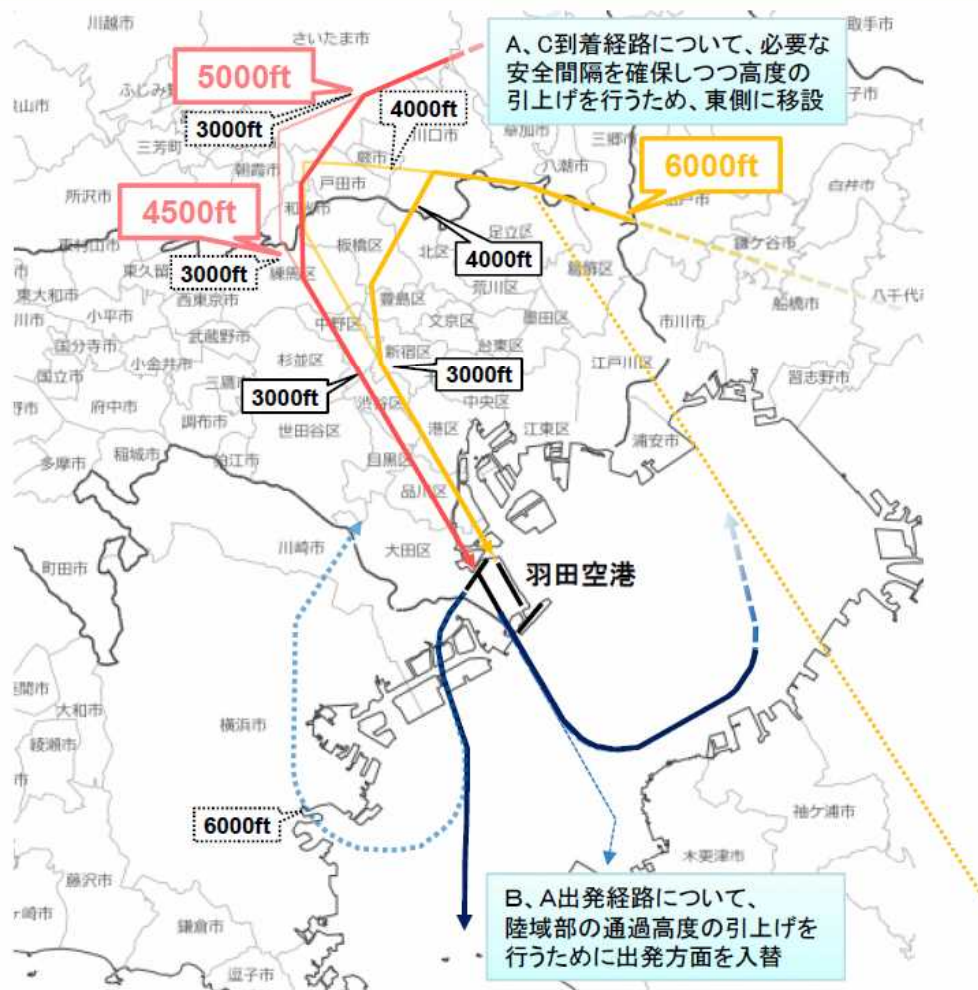 川越市
さいたま市
取手市
A、C到着経路について、必要な
安全間隔を確保しつつ高度の
引上げを行うため、東側に移設
5000ft
ふじみ野
3000ft
4000ft
川口市
草加市
三郷市
三芳町
蕨市
八潮市
6000ft
朝霞市
戸田市
白井市
所沢市
4500ft
和光市
足立区
板橋区
北区
4000ft
鎌ケ谷市
東村山市
3000ft
練馬区
葛飾区
東久留
荒川区
八千代市
東大和市
西東京市
豊島区
船橋市
小平市
文京区
墨田区
市川市
武蔵野市
中野区
国分寺市
新宿区
台東区
小金井市
杉並区
江戸川区
国立市
三鷹市
3000ft
3000ft
習志野市
府中市
渋谷区
中央区
調布市
世田谷区
港区
江東区
浦安市
稲城市
多摩市
狛江市
目黒区
品川区
川崎市
大田区
羽田空港
町田市
座間市
大和市
横浜市
綾瀬市
6000ft
袖ケ浦市
木更津市
藤沢市
B、A出発経路について、
陸域部の通過高度の引上げを
行うために出発方面を入替
鎌倉市
逗子市